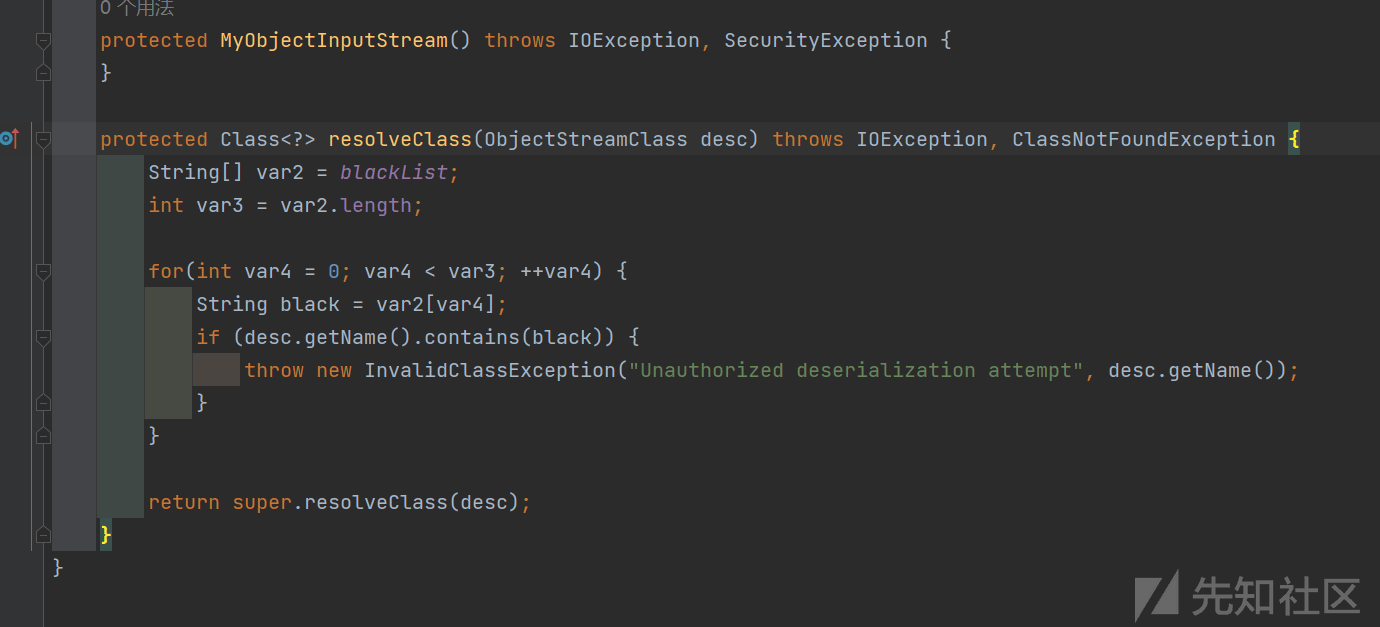 0 个用法
protected MyObjectInputStream() throws IOException, SecurityException {
}
protected Class<?> resolveClass(ObjectStreamClass desc) throws IOException, ClassNotFoundException {
String[] var2 = blackList;
int var3 = var2.length;
for(int var4 = 0; var4 < var3; ++var4) {
String black = var2[var4];
if (desc.getName().contains(black)) {
throw new InvalidClassException("Unauthorized deserialization attempt", desc.getName());
}
}
return super.resolveClass(desc);
}
}
先知社区